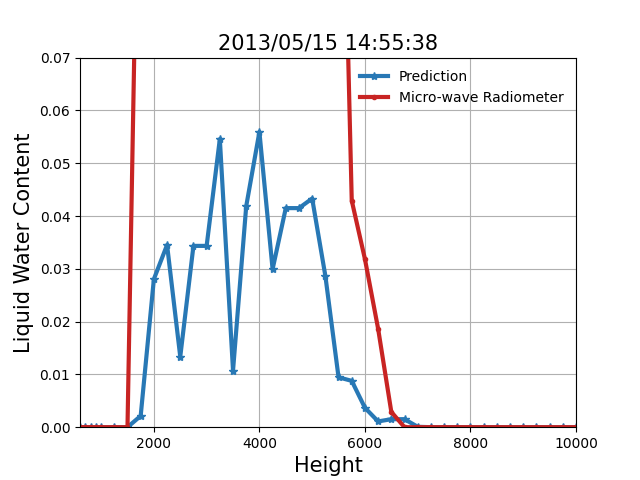 2013/05/15 14:55:38
Prediction
Micro-wave Radiometer
0.07
0.06
0.05
0.04
0.03
0.02
0.01
0.00
Liquid Water Content
2000 4000 6000 8000 10000
Height